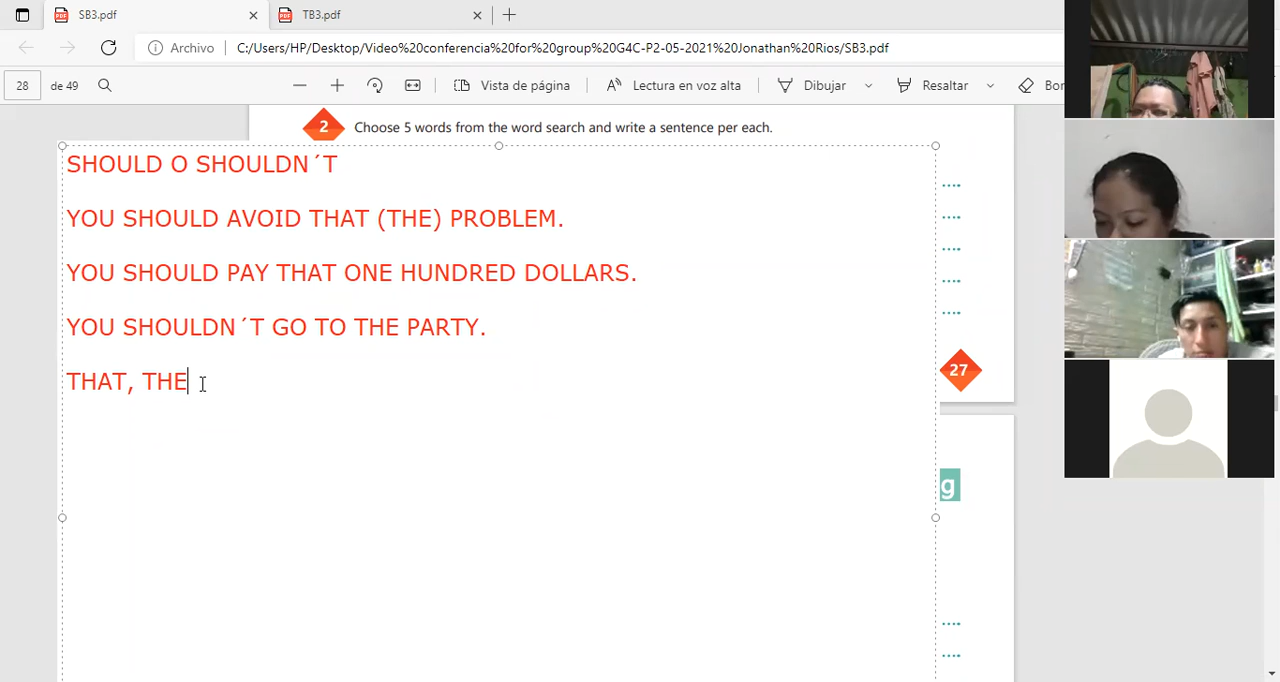 SB3.pdf
TB3.pdf
Archivo
C:/Users/HP/Desktop/Video%20conferencia%20for%20group%20G4C-P2-05-2021%20Jonathan%20Rios/SB3.pdf
28 de 49
Vista de página
Lectura en voz alta
Dibujar
Resaltar
Bor
2 Choose 5 words from the word search and write a sentence per each.
SHOULD O SHOULDN´T
YOU SHOULD AVOID THAT (THE) PROBLEM.
YOU SHOULD PAY THAT ONE HUNDRED DOLLARS.
YOU SHOULDN´T GO TO THE PARTY.
THAT, THE
27
g